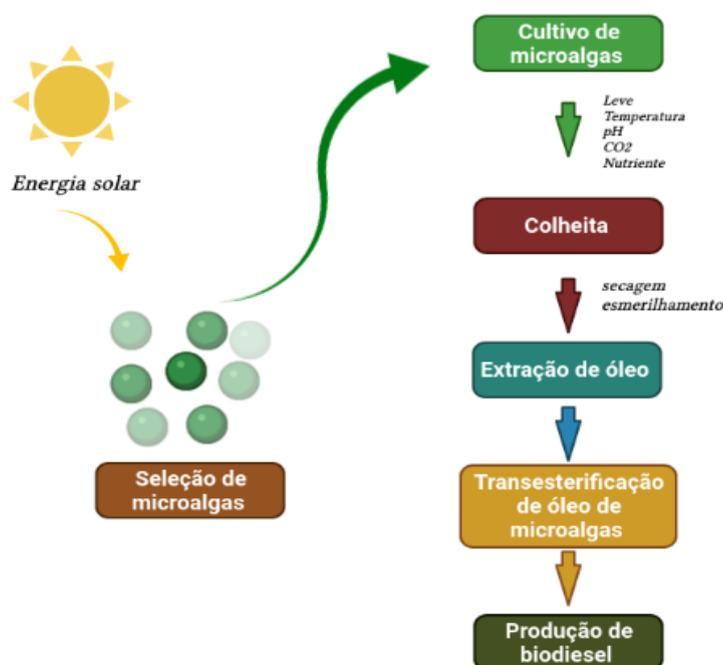 Energia solar
Seleção de
microalgas
Cultivo de
microalgas
Leve
Temperatura
pH
CO2
Nutriente
Colheita
secagem
esmerilhamento
Extração de óleo
Transesterificação
de óleo de
microalgas
Produção de
biodiesel